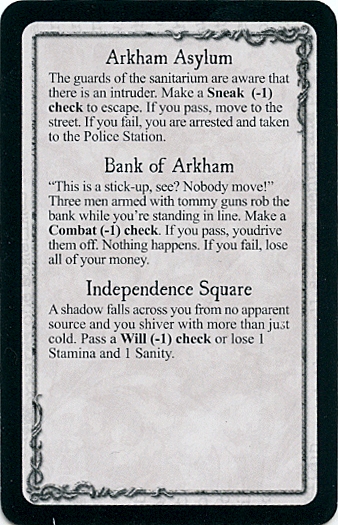 Arkham Asylum
The guards of the sanitarium are aware that
there is an intruder. Make a Sneak (-1)
check to escape. If you pass, move to the
street. If you fail, you are arrested and taken
to the Police Station.
Bank of Arkham
“This is a stick-up, see? Nobody move!”
Three men armed with tommy guns rob the
bank while you’re standing in line. Make a
Combat (-1) check. If you pass, youdrive
them off. Nothing happens. If you fail, lose
all of your money.
Independence Square
A shadow falls across you from no apparent
source and you shiver with more than just
cold. Pass a Will (-1) check or lose 1
Stamina and 1 Sanity.